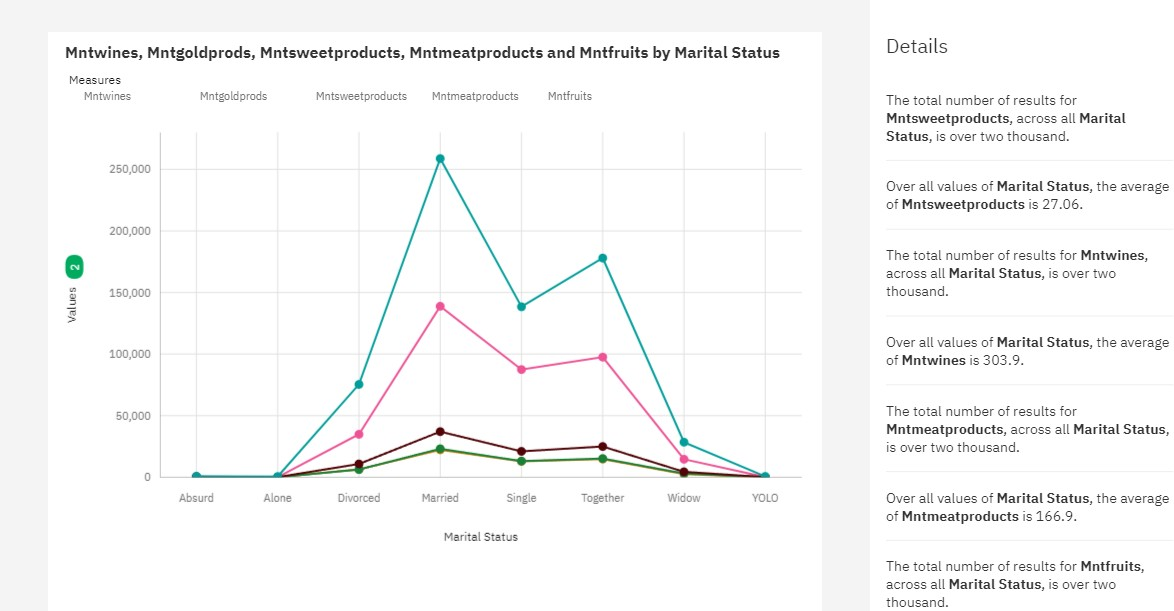 Mntwines, Mntgoldprods, Mntsweetproducts, Mntmeatproducts and Mntfruits by Marital Status
Measures
Mntwines Mntgoldprods Mntsweetproducts Mntmeatproducts Mntfruits
250,000
200,000
150,000
100,000
50,000
0
Values 2
Absurd Alone Divorced Married Single Together Widow YOLO
Marital Status
Details
The total number of results for
Mntsweetproducts, across all Marital
Status, is over two thousand.
Over all values of Marital Status, the average
of Mntsweetproducts is 27.06.
The total number of results for Mntwines,
across all Marital Status, is over two
thousand.
Over all values of Marital Status, the average
of Mntwines is 303.9.
The total number of results for
Mntmeatproducts, across all Marital Status,
is over two thousand.
Over all values of Marital Status, the average
of Mntmeatproducts is 166.9.
The total number of results for Mntfruits,
across all Marital Status, is over two
thousand.